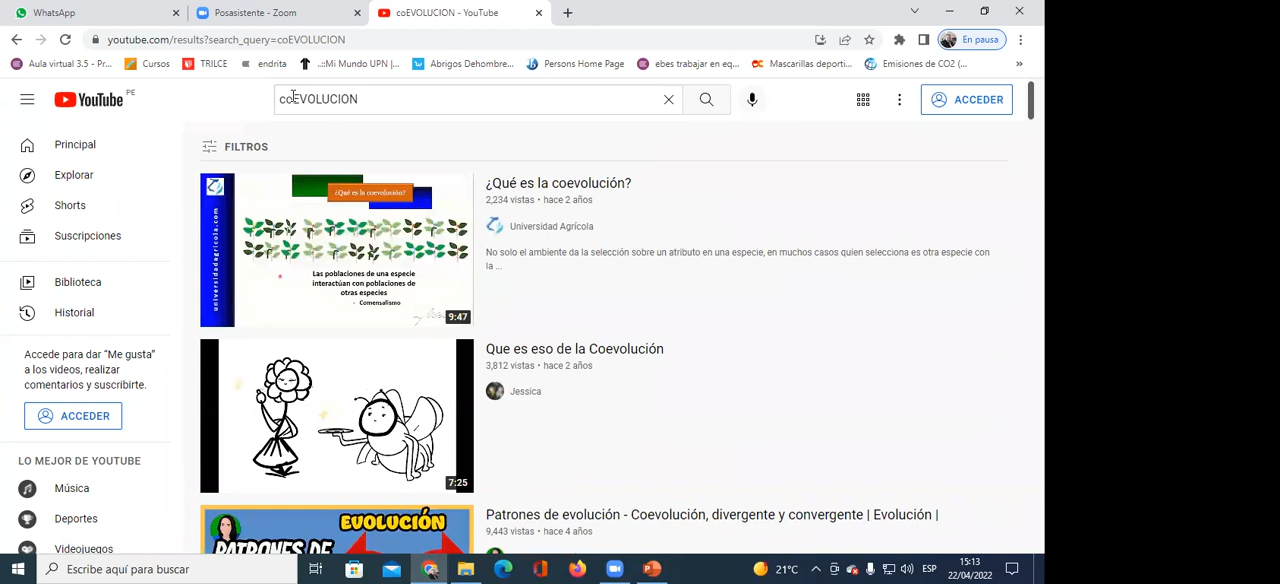 WhatsApp
Posasistente - Zoom
coEVOLUCION - YouTube
youtube.com/results?search_query=coEVOLUCION
En pausa
Aula virtual 3.5 - Pr...
Cursos
TRILCE
endrita
..::Mi Mundo UPN |...
Abrigos Dehombre...
Persons Home Page
ebes trabajar en eq...
Mascarillas deporti...
Emisiones de CO2 (...
»
YouTube PE
coEVOLUCION
ACCEDER
Principal
Explorar
Shorts
Suscripciones
Biblioteca
Historial
Accede para dar “Me gusta”
a los videos, realizar
comentarios y suscribirte.
ACCEDER
LO MEJOR DE YOUTUBE
Música
Deportes
Videojuegos
FILTROS
universidadagricola.com
¿Qué es la coevolución?
Las poblaciones de una especie
interactúan con poblaciones de
otras especies
- Comensalismo
9:47
¿Qué es la coevolución?
2,234 vistas • hace 2 años
Universidad Agrícola
No solo el ambiente da la selección sobre un atributo en una especie, en muchos casos quien selecciona es otra especie con
la ...
7:25
Que es eso de la Coevolución
3,812 vistas • hace 2 años
Jessica
EVOLUCIÓN
PATRONES DE
Patrones de evolución - Coevolución, divergente y convergente | Evolución |
9,443 vistas • hace 4 años
Escribe aquí para buscar
21°C
ESP
15:13
22/04/2022